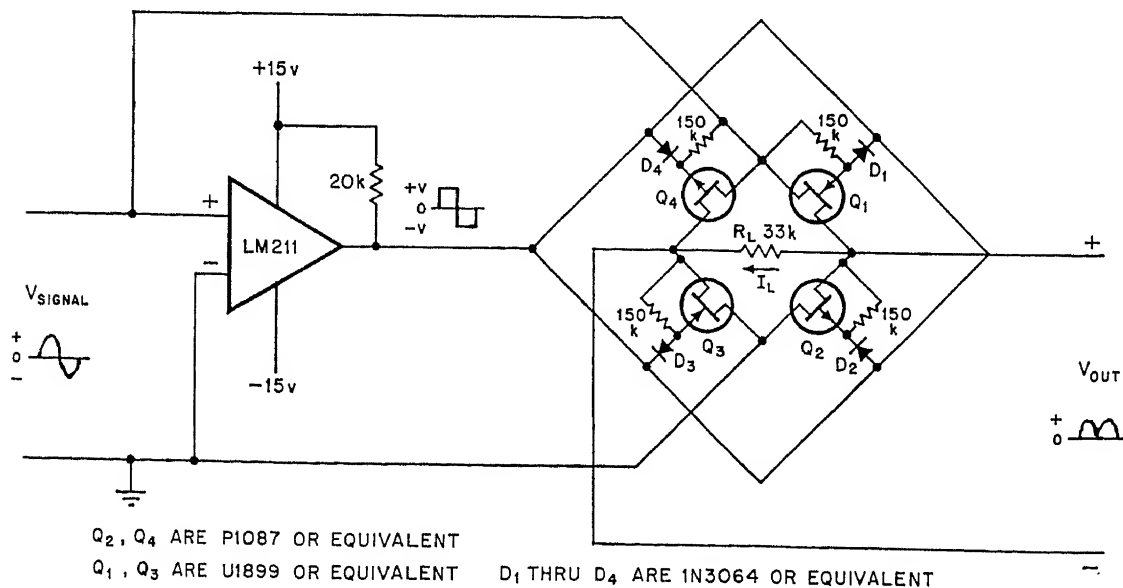 +15v
150
k
150
k
D4
D1
20k
+v
0
-v
Q4
Q1
+
LM211
-
RL 33k
IL
+
VSIGNAL
+
0
-
150
k
D3
Q3
Q2
150
k
D2
-15v
VOUT
+
0
Q2, Q4 ARE P1087 OR EQUIVALENT
-
Q1, Q3 ARE U1899 OR EQUIVALENT D1 THRU D4 ARE 1N3064 OR EQUIVALENT